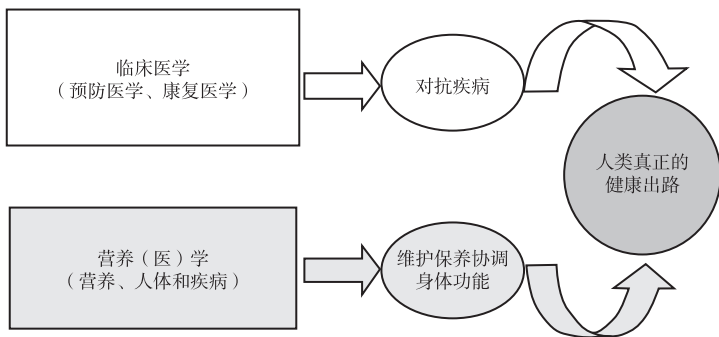 临床医学
（预防医学、康复医学）
对抗疾病
人类真正的
健康出路
营养（医）学
（营养、人体和疾病）
维护保养协调
身体功能